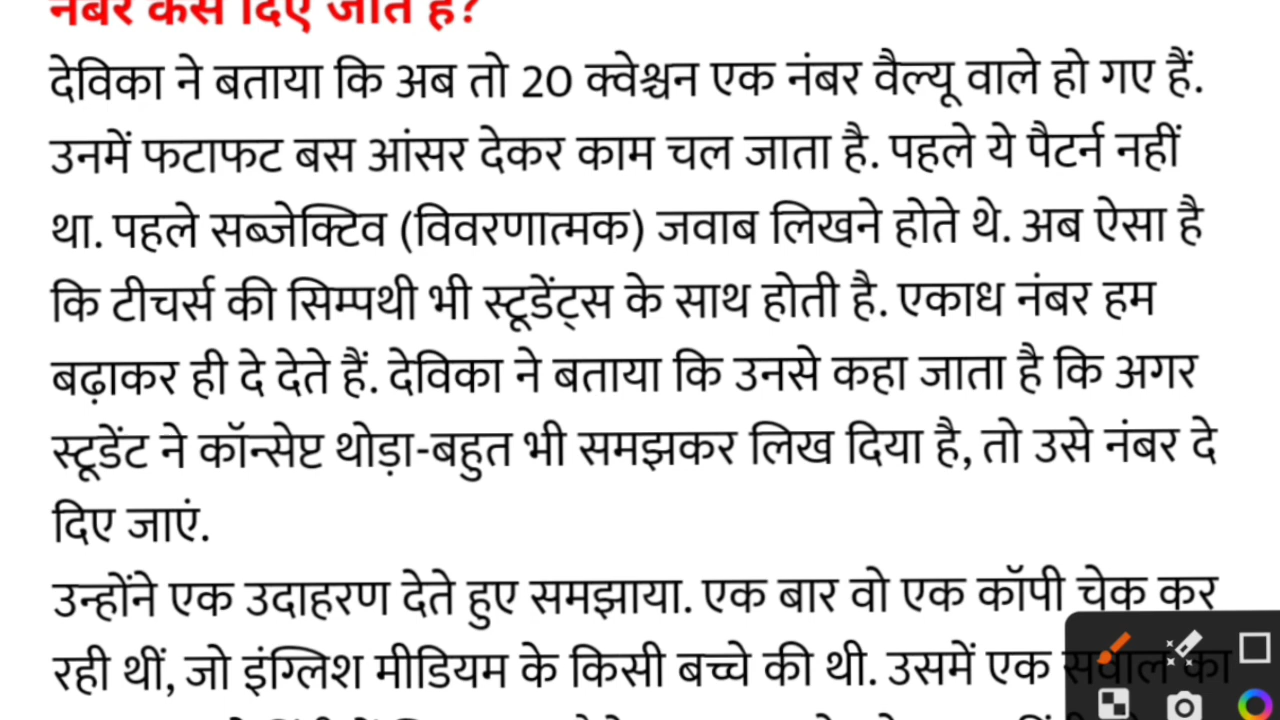 नंबर कैसे दिए जाते हैं?
देविका ने बताया कि अब तो 20 क्वेश्चन एक नंबर वैल्यू वाले हो गए हैं.
उनमें फटाफट बस आंसर देकर काम चल जाता है. पहले ये पैटर्न नहीं
था. पहले सब्जेक्टिव (विवरणात्मक) जवाब लिखने होते थे. अब ऐसा है
कि टीचर्स की सिम्पथी भी स्टूडेंट्स के साथ होती है. एकाध नंबर हम
बढ़ाकर ही दे देते हैं. देविका ने बताया कि उनसे कहा जाता है कि अगर
स्टूडेंट ने कॉन्सेप्ट थोड़ा-बहुत भी समझकर लिख दिया है, तो उसे नंबर दे
दिए जाएं.
उन्होंने एक उदाहरण देते हुए समझाया. एक बार वो एक कॉपी चेक कर
रही थीं, जो इंग्लिश मीडियम के किसी बच्चे की थी. उसमें एक सवाल का